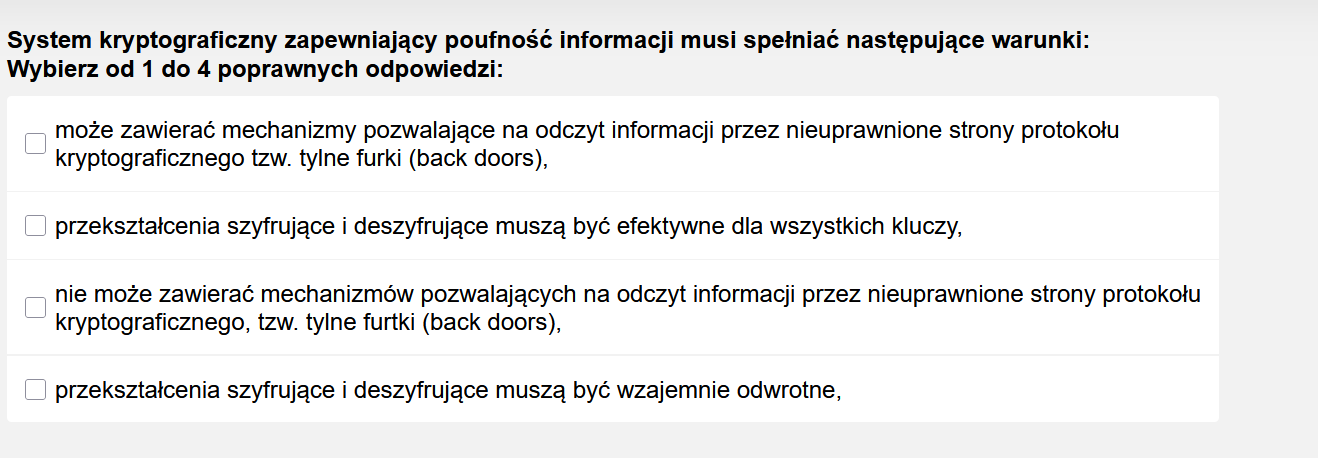 System kryptograficzny zapewniający poufność informacji musi spełniać następujące warunki:
Wybierz od 1 do 4 poprawnych odpowiedzi:
może zawierać mechanizmy pozwalające na odczyt informacji przez nieuprawnione strony protokołu
kryptograficznego tzw. tylne furki (back doors),
przekształcenia szyfrujące i deszyfrujące muszą być efektywne dla wszystkich kluczy,
nie może zawierać mechanizmów pozwalających na odczyt informacji przez nieuprawnione strony protokołu
kryptograficznego, tzw. tylne furtki (back doors),
przekształcenia szyfrujące i deszyfrujące muszą być wzajemnie odwrotne,